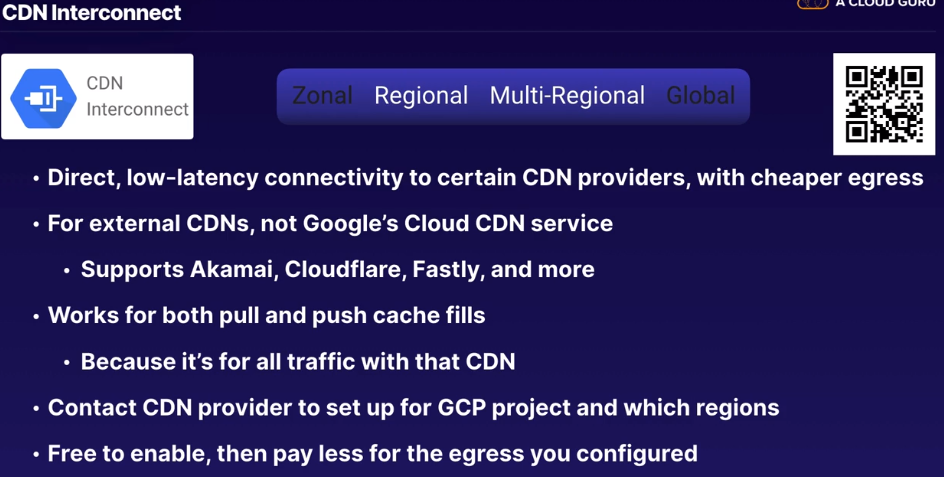 CDN Interconnect
A CLOUD GURU
CDN
Interconnect
Zonal Regional Multi-Regional Global
• Direct, low-latency connectivity to certain CDN providers, with cheaper egress
• For external CDNs, not Google's Cloud CDN service
• Supports Akamai, Cloudflare, Fastly, and more
• Works for both pull and push cache fills
• Because it's for all traffic with that CDN
• Contact CDN provider to set up for GCP project and which regions
• Free to enable, then pay less for the egress you configured